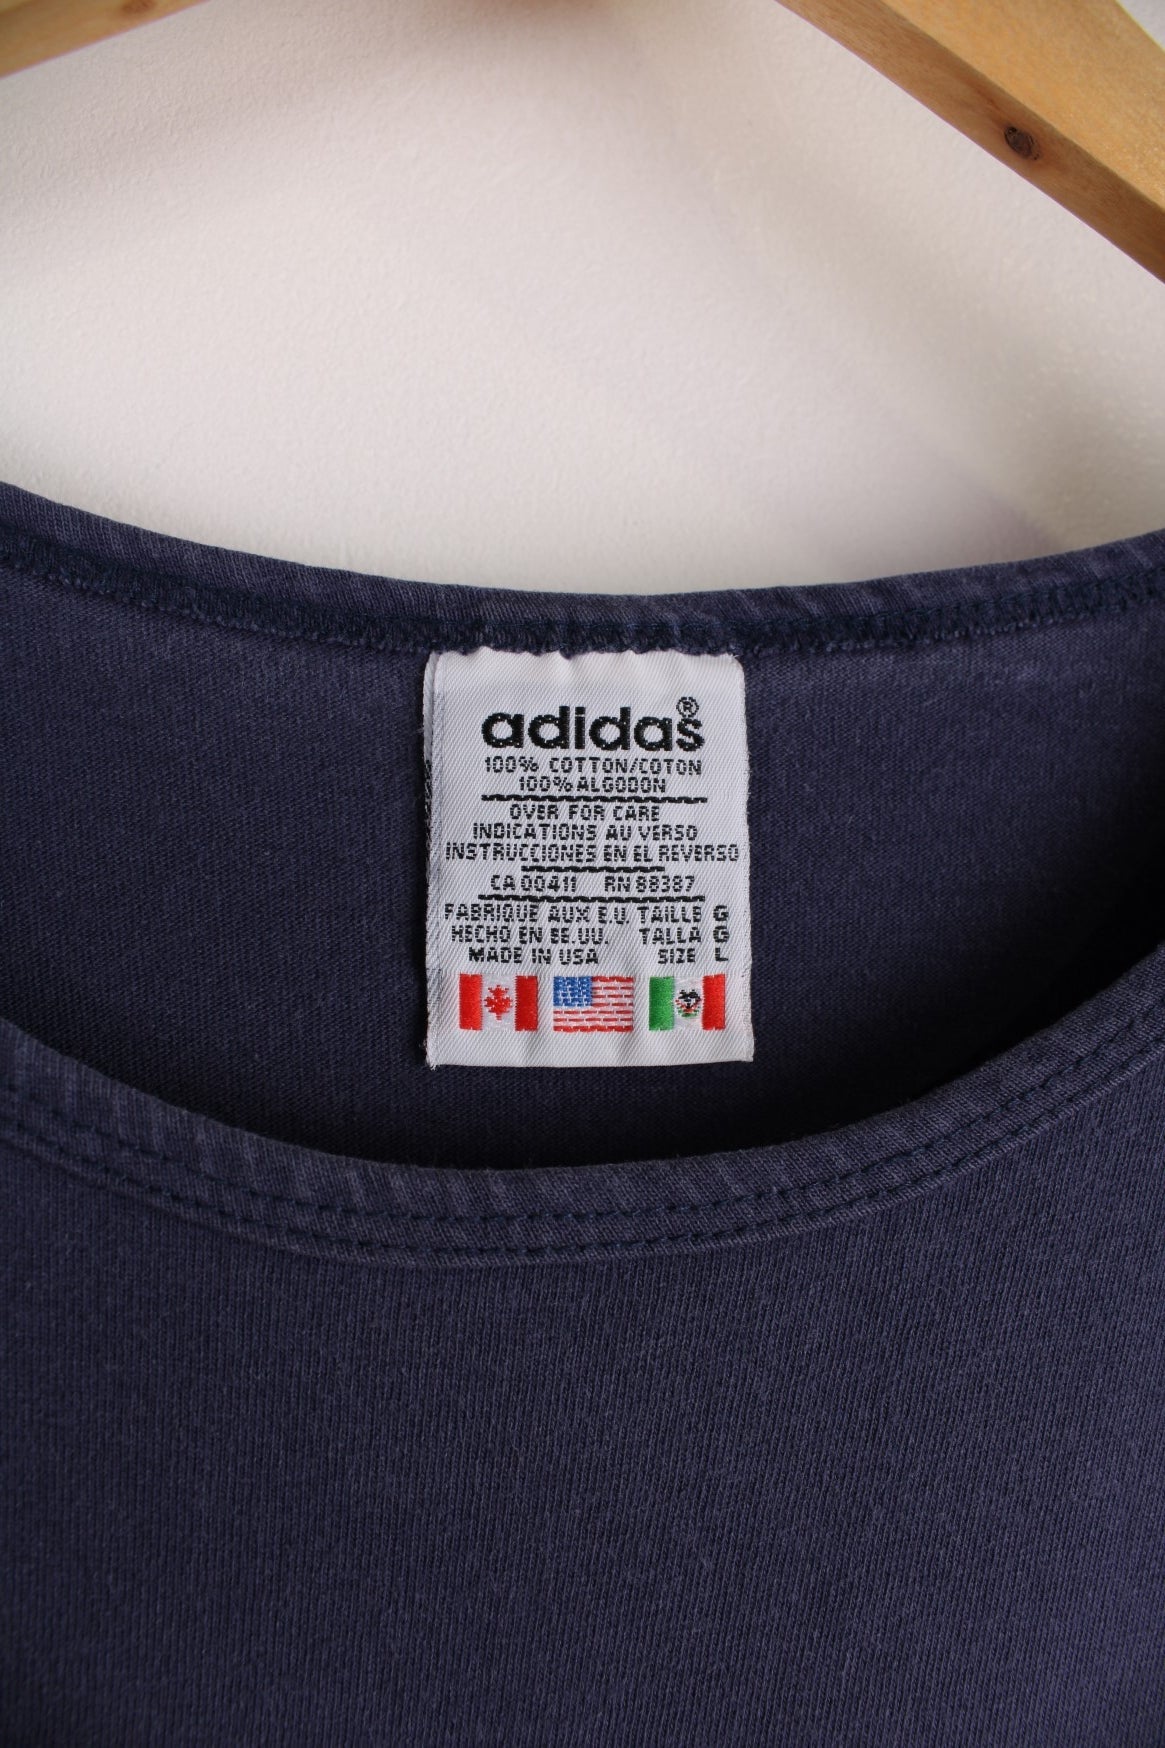 adidas®
100% COTTON/COTON
100% ALGODON
OVER FOR CARE
INDICATIONS AU VERSO
INSTRUCCIONES EN EL REVERSO
CA 00411 RN 88387
FABRIQUE AUX E.U. TAILLE G
HECHO EN EE.UU. TALLA G
MADE IN USA SIZE L